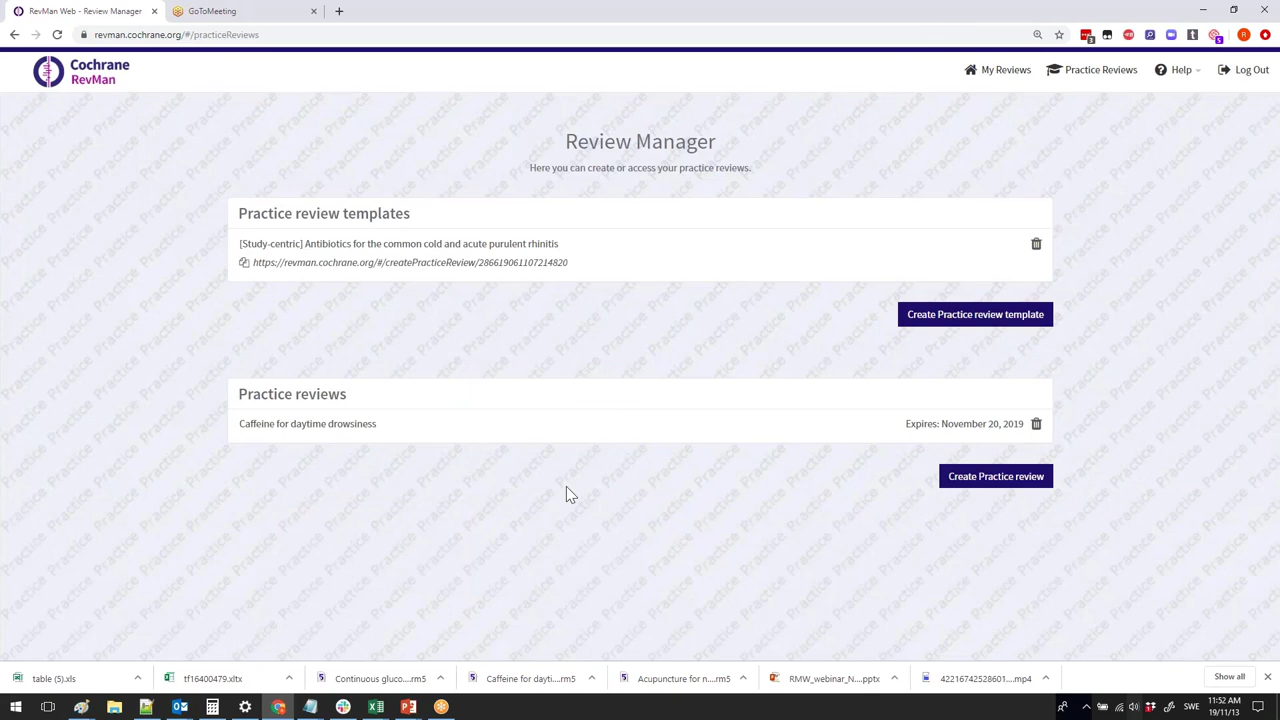 RevMan Web - Review Manager
GoToMeeting
revman.cochrane.org/#/practiceReviews
Cochrane
RevMan
My Reviews
Practice Reviews
Help
Log Out
Review Manager
Here you can create or access your practice reviews.
Practice review templates
[Study-centric] Antibiotics for the common cold and acute purulent rhinitis
https://revman.cochrane.org/#/createPracticeReview/286619061107214820
Create Practice review template
Practice reviews
Caffeine for daytime drowsiness
Expires: November 20, 2019
Create Practice review
table (5).xls
tf16400479.xltx
Continuous gluco....rm5
Caffeine for dayti....rm5
Acupuncture for n....rm5
RMW_webinar_N....pptx
42216742528601....mp4
Show all
SWE
11:52 AM
19/11/13